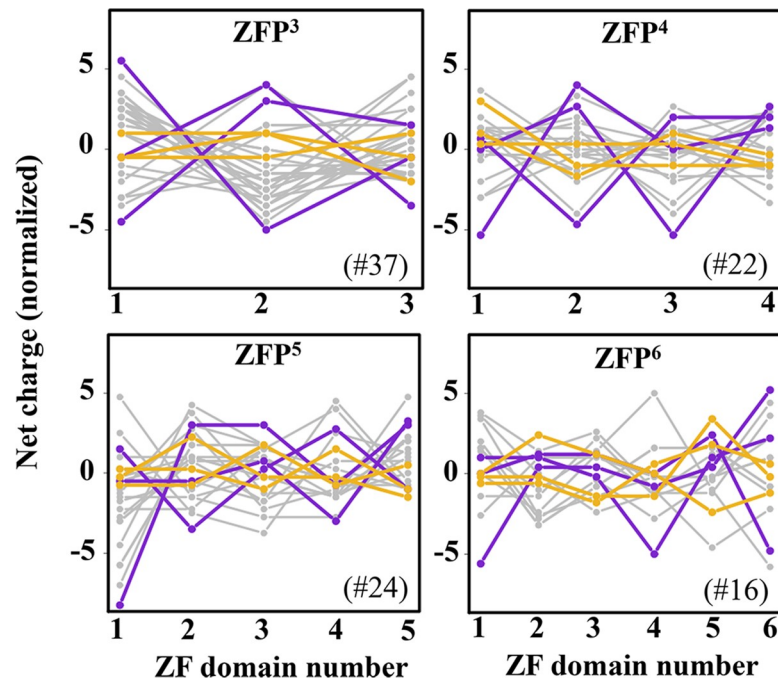 Net charge (normalized)
ZFP³
5
0
-5
(#37)
1 2 3
ZFP⁴
5
0
-5
(#22)
1 2 3 4
ZFP⁵
5
0
-5
(#24)
1 2 3 4 5
ZF domain number
ZFP⁶
5
0
-5
(#16)
1 2 3 4 5 6
ZF domain number